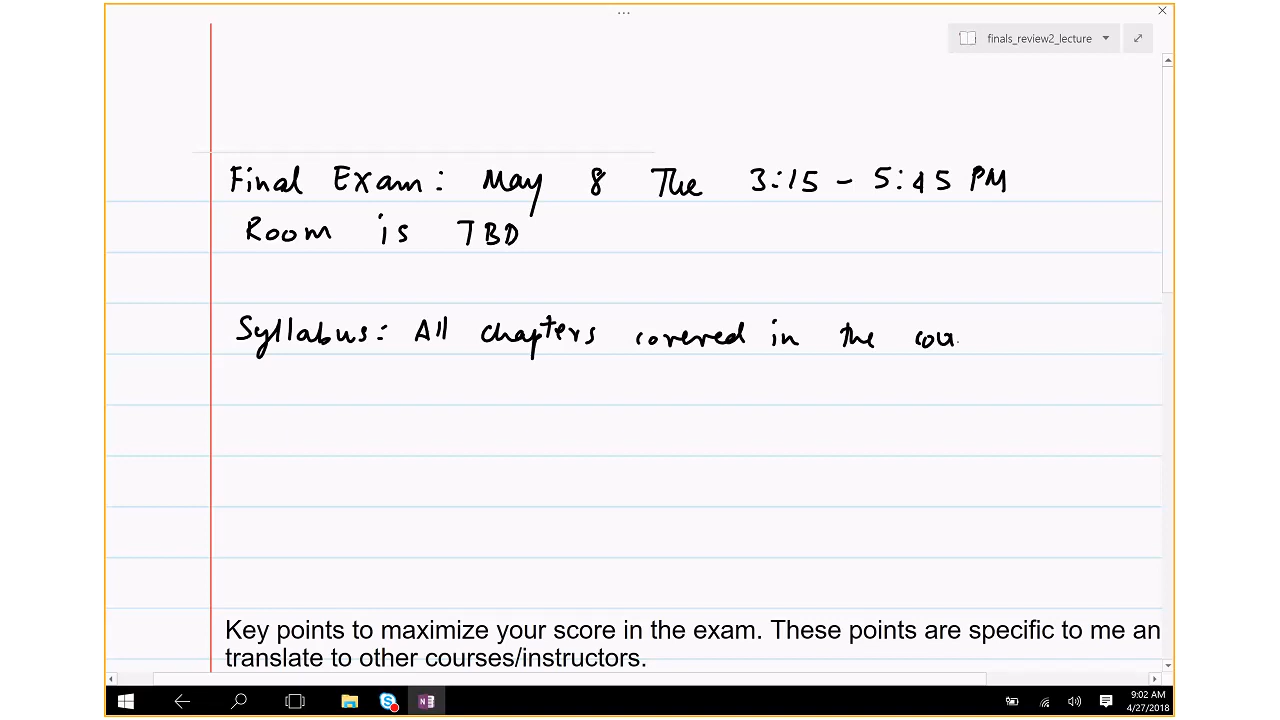 finals_review2_lecture
Final Exam: May 8 The 3:15 - 5:45 PM
Room is TBD
Syllabus: All chapters covered in the cou
Key points to maximize your score in the exam. These points are specific to me an
translate to other courses/instructors.
9:02 AM
4/27/2018